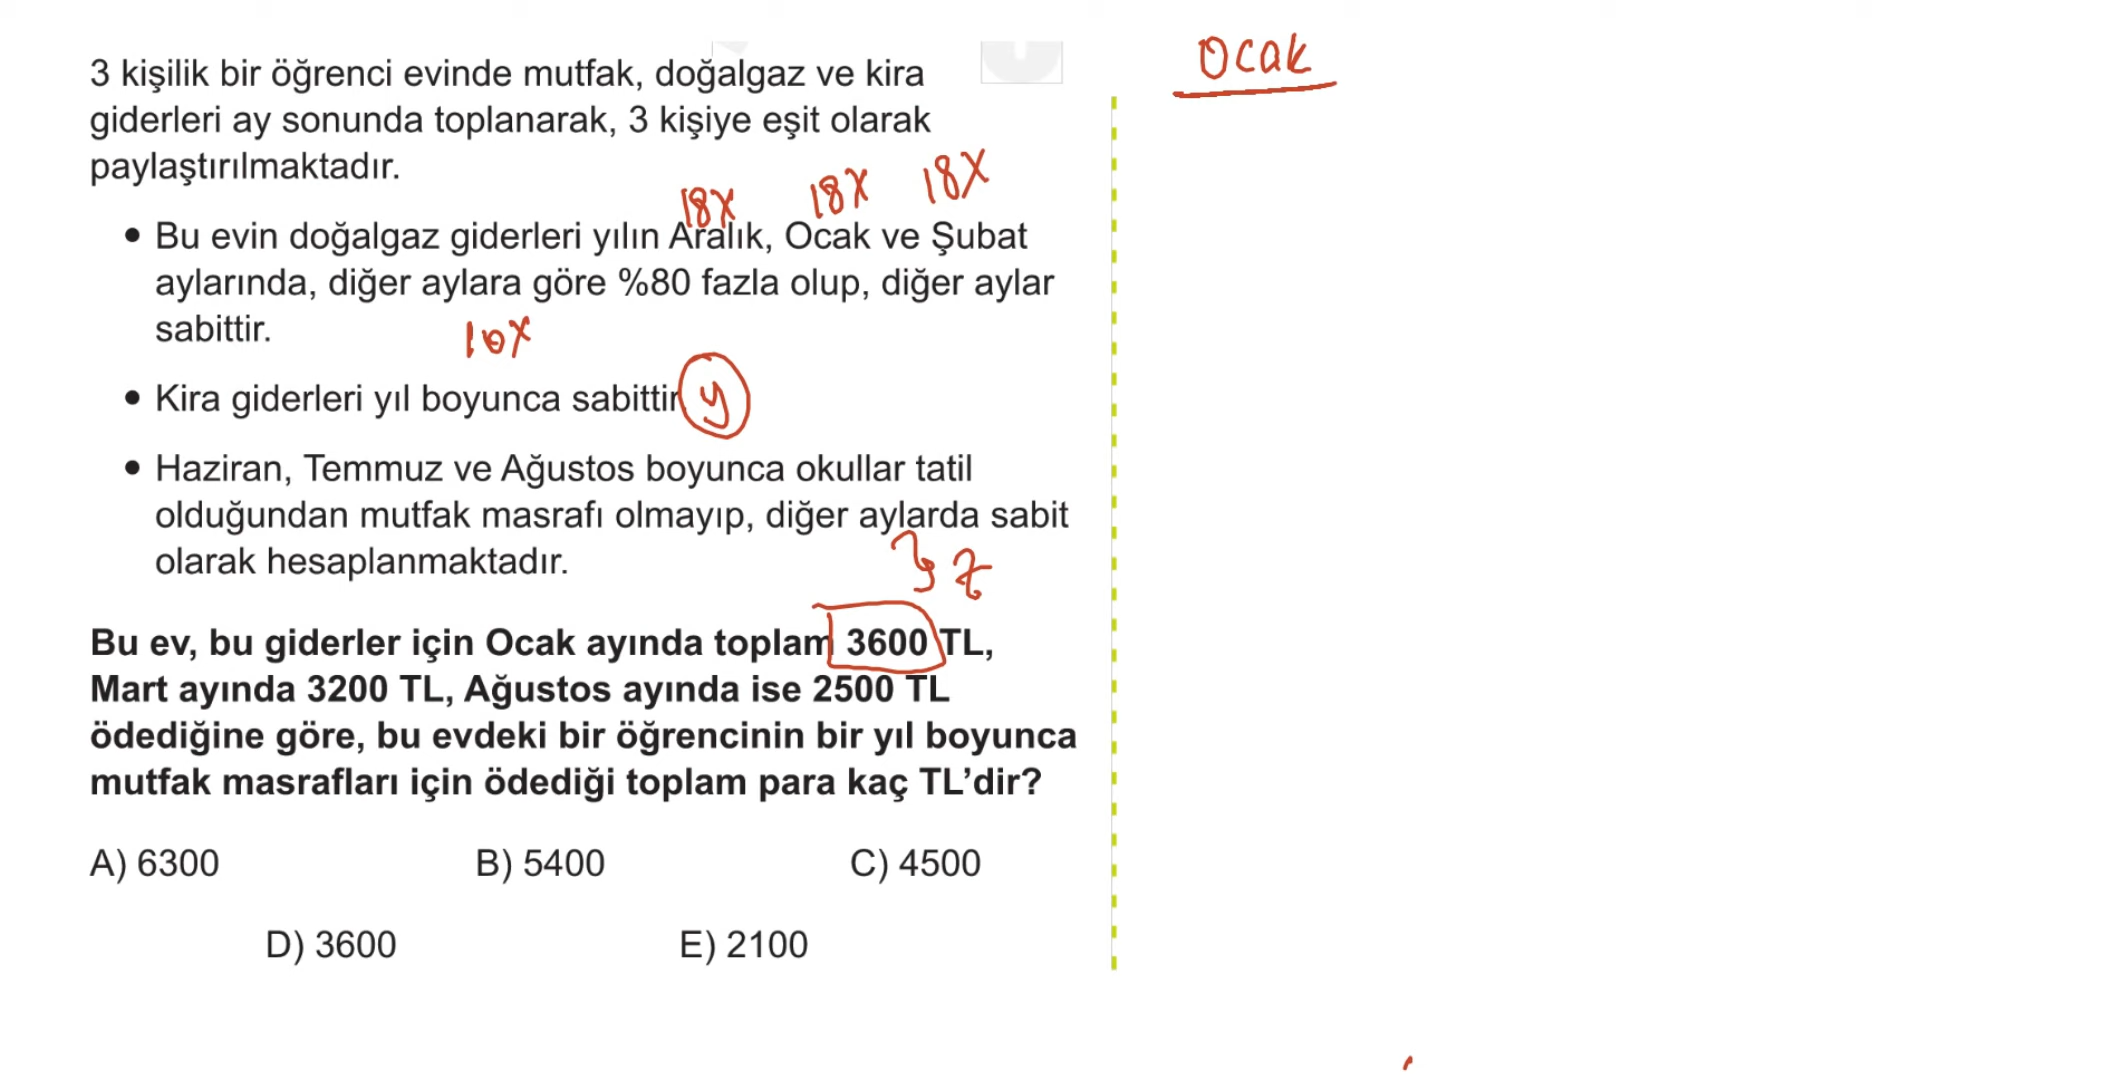 Ocak
3 kişilik bir öğrenci evinde mutfak, doğalgaz ve kira
giderleri ay sonunda toplanarak, 3 kişiye eşit olarak
paylaştırılmaktadır.
18X 18X 18X
• Bu evin doğalgaz giderleri yılın Aralık, Ocak ve Şubat
aylarında, diğer aylara göre %80 fazla olup, diğer aylar
sabittir.
10X
• Kira giderleri yıl boyunca sabittir
y
• Haziran, Temmuz ve Ağustos boyunca okullar tatil
olduğundan mutfak masrafı olmayıp, diğer aylarda sabit
olarak hesaplanmaktadır.
z
Bu ev, bu giderler için Ocak ayında toplam 3600 TL,
Mart ayında 3200 TL, Ağustos ayında ise 2500 TL
ödediğine göre, bu evdeki bir öğrencinin bir yıl boyunca
mutfak masrafları için ödediği toplam para kaç TL’dir?
A) 6300 B) 5400 C) 4500
D) 3600 E) 2100